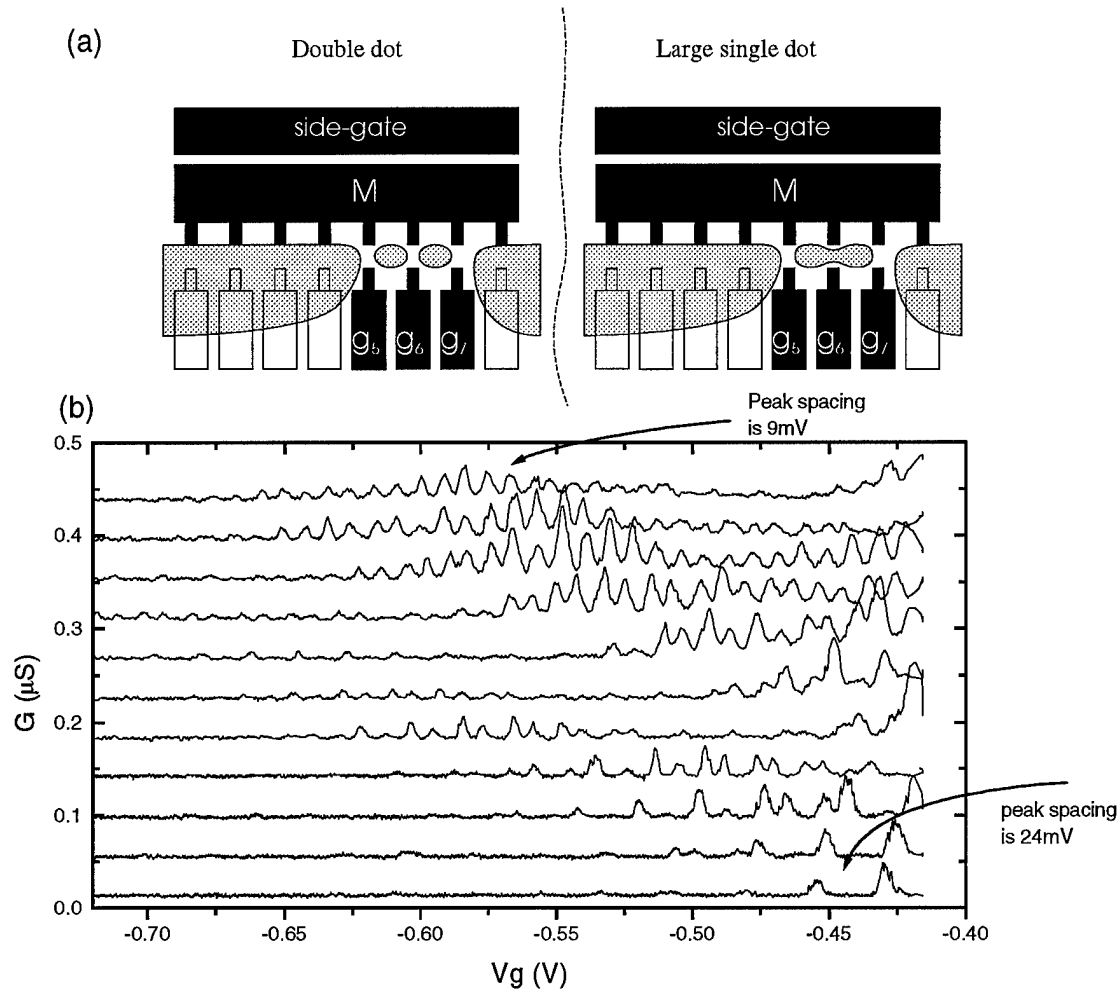 (a)
Double dot
Large single dot
side-gate
side-gate
M
M
g5 g6 g7
g5 g6 g7
(b)
Peak spacing
is 9mV
peak spacing
is 24mV
G (μS)
0.5
0.4
0.3
0.2
0.1
0.0
-0.70 -0.65 -0.60 -0.55 -0.50 -0.45 -0.40
Vg (V)